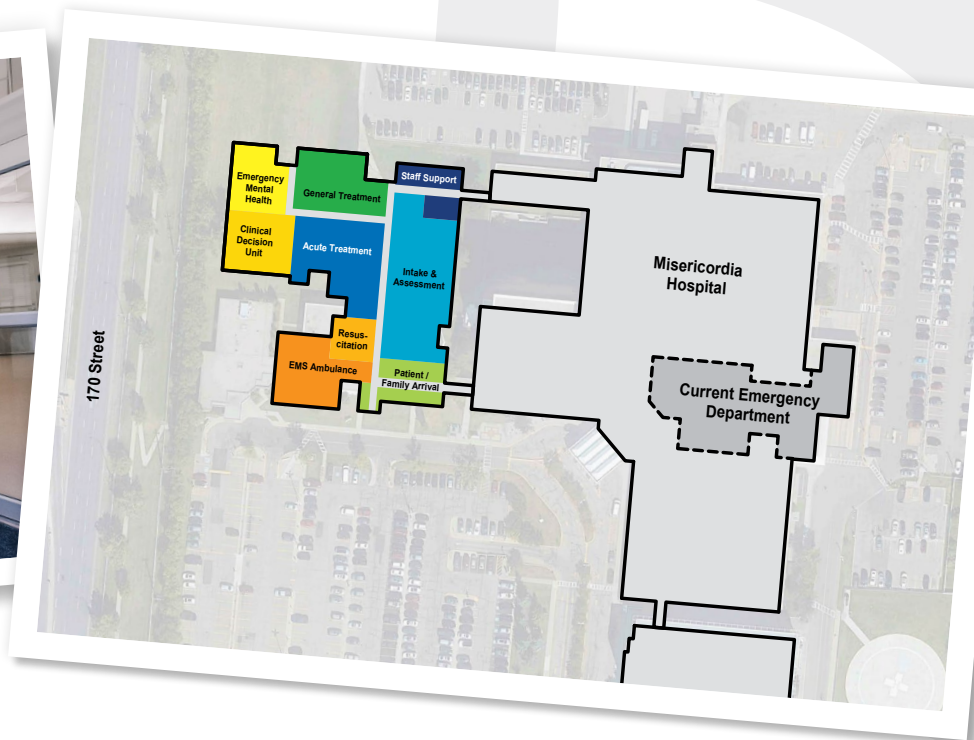 Emergency
Mental
Health
General Treatment
Staff Support
Clinical
Decision
Unit
Acute Treatment
Intake &
Assessment
Misericordia
Hospital
Resus-
citation
EMS Ambulance
Patient /
Family Arrival
170 Street
Current Emergency
Department